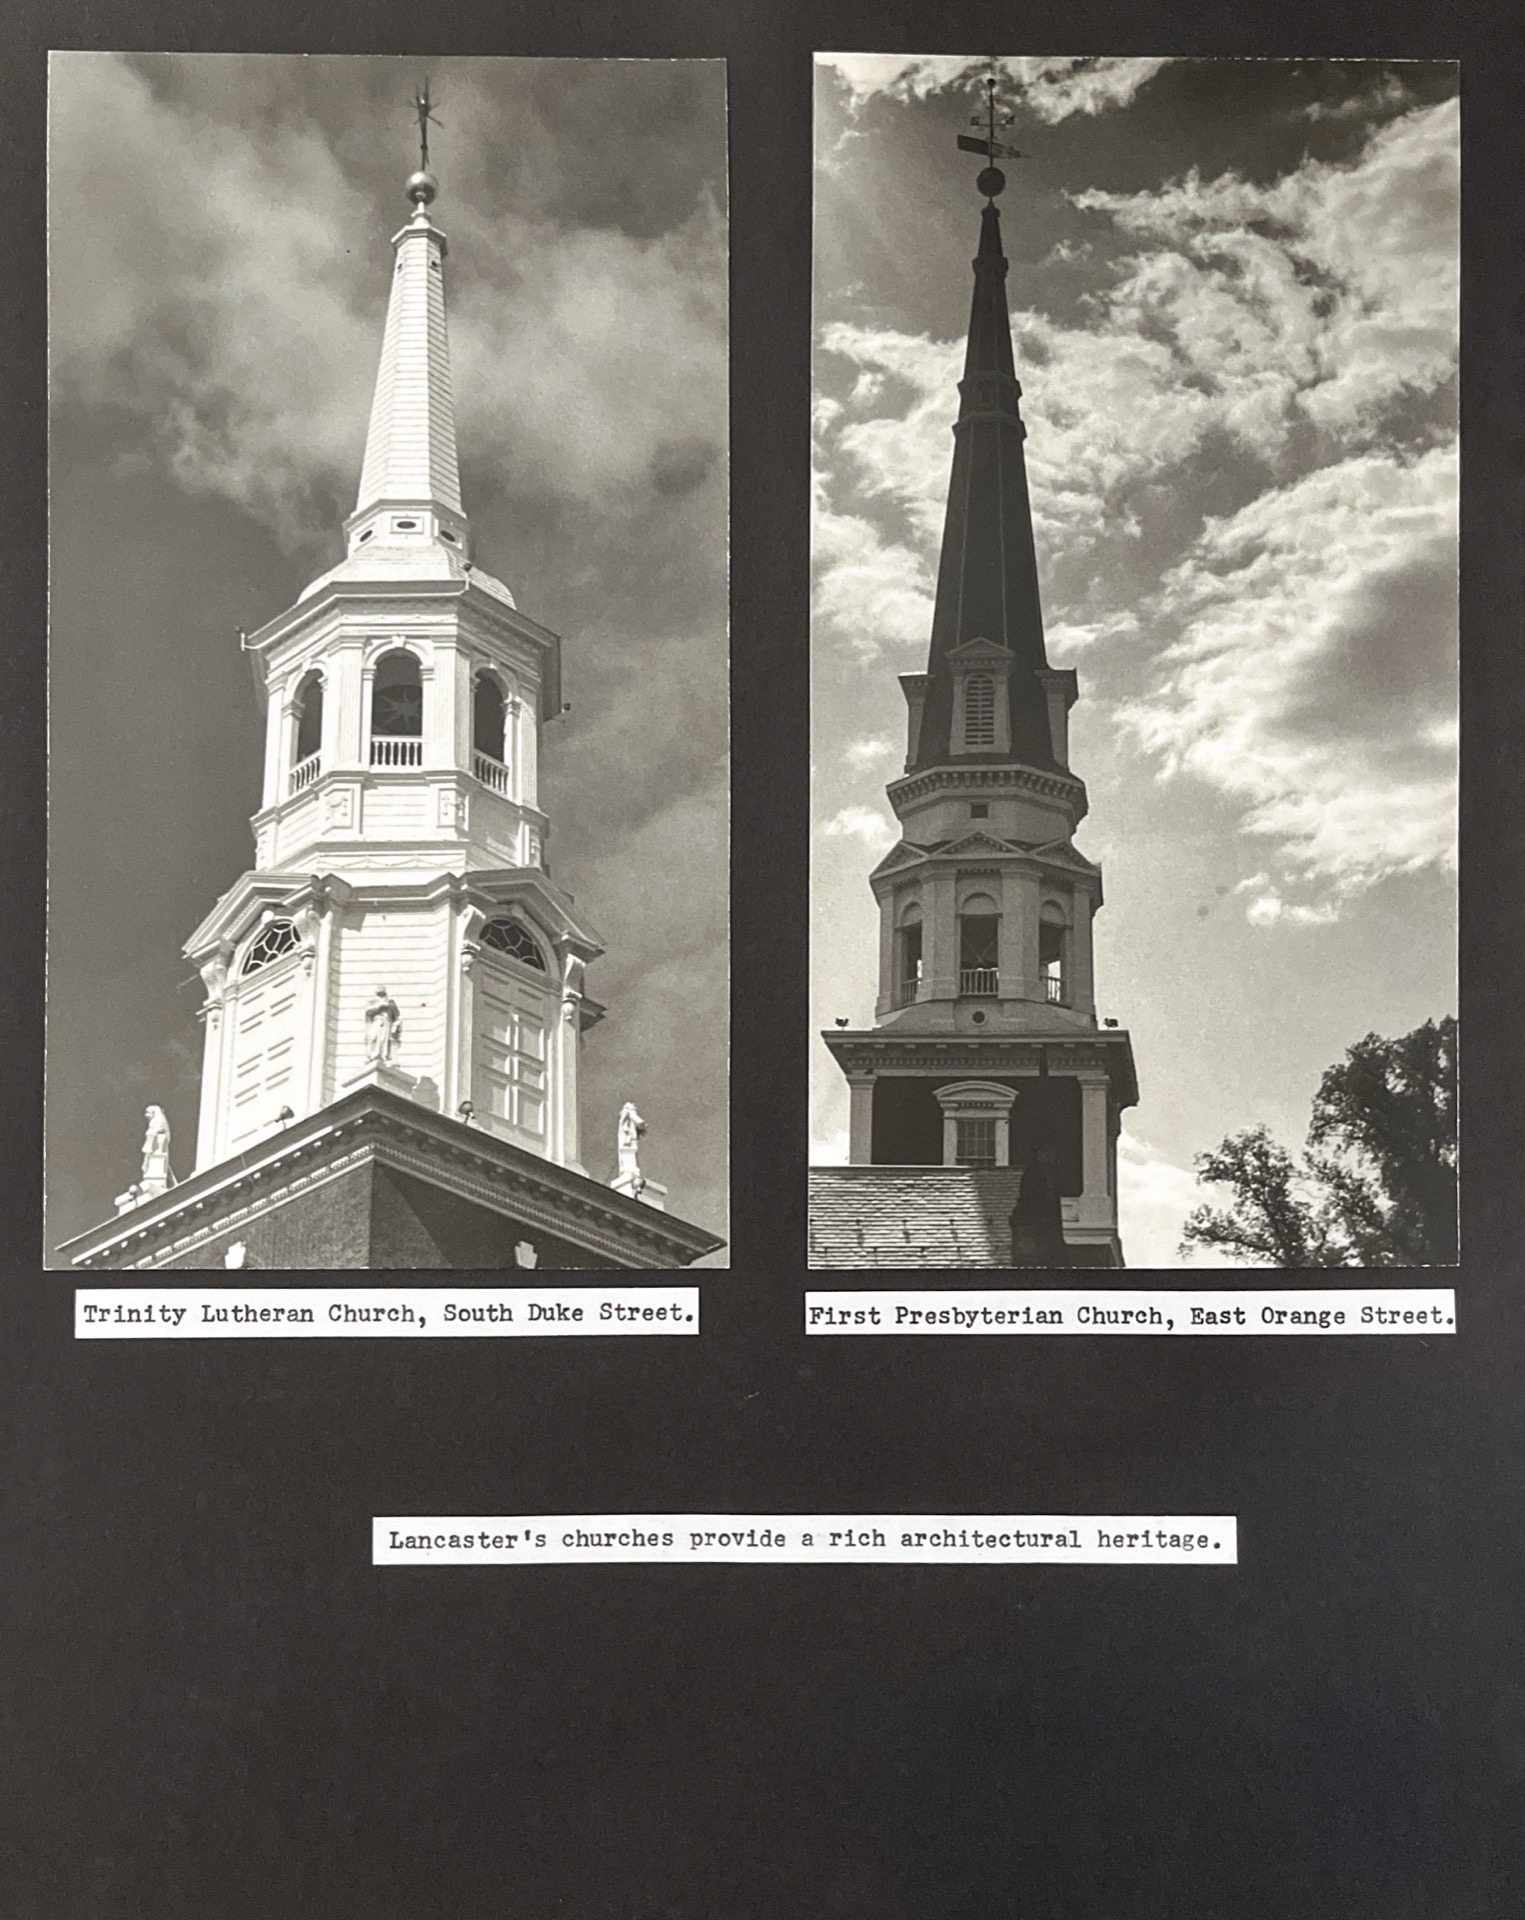 Trinity Lutheran Church, South Duke Street.
First Presbyterian Church, East Orange Street.
Lancaster's churches provide a rich architectural heritage.